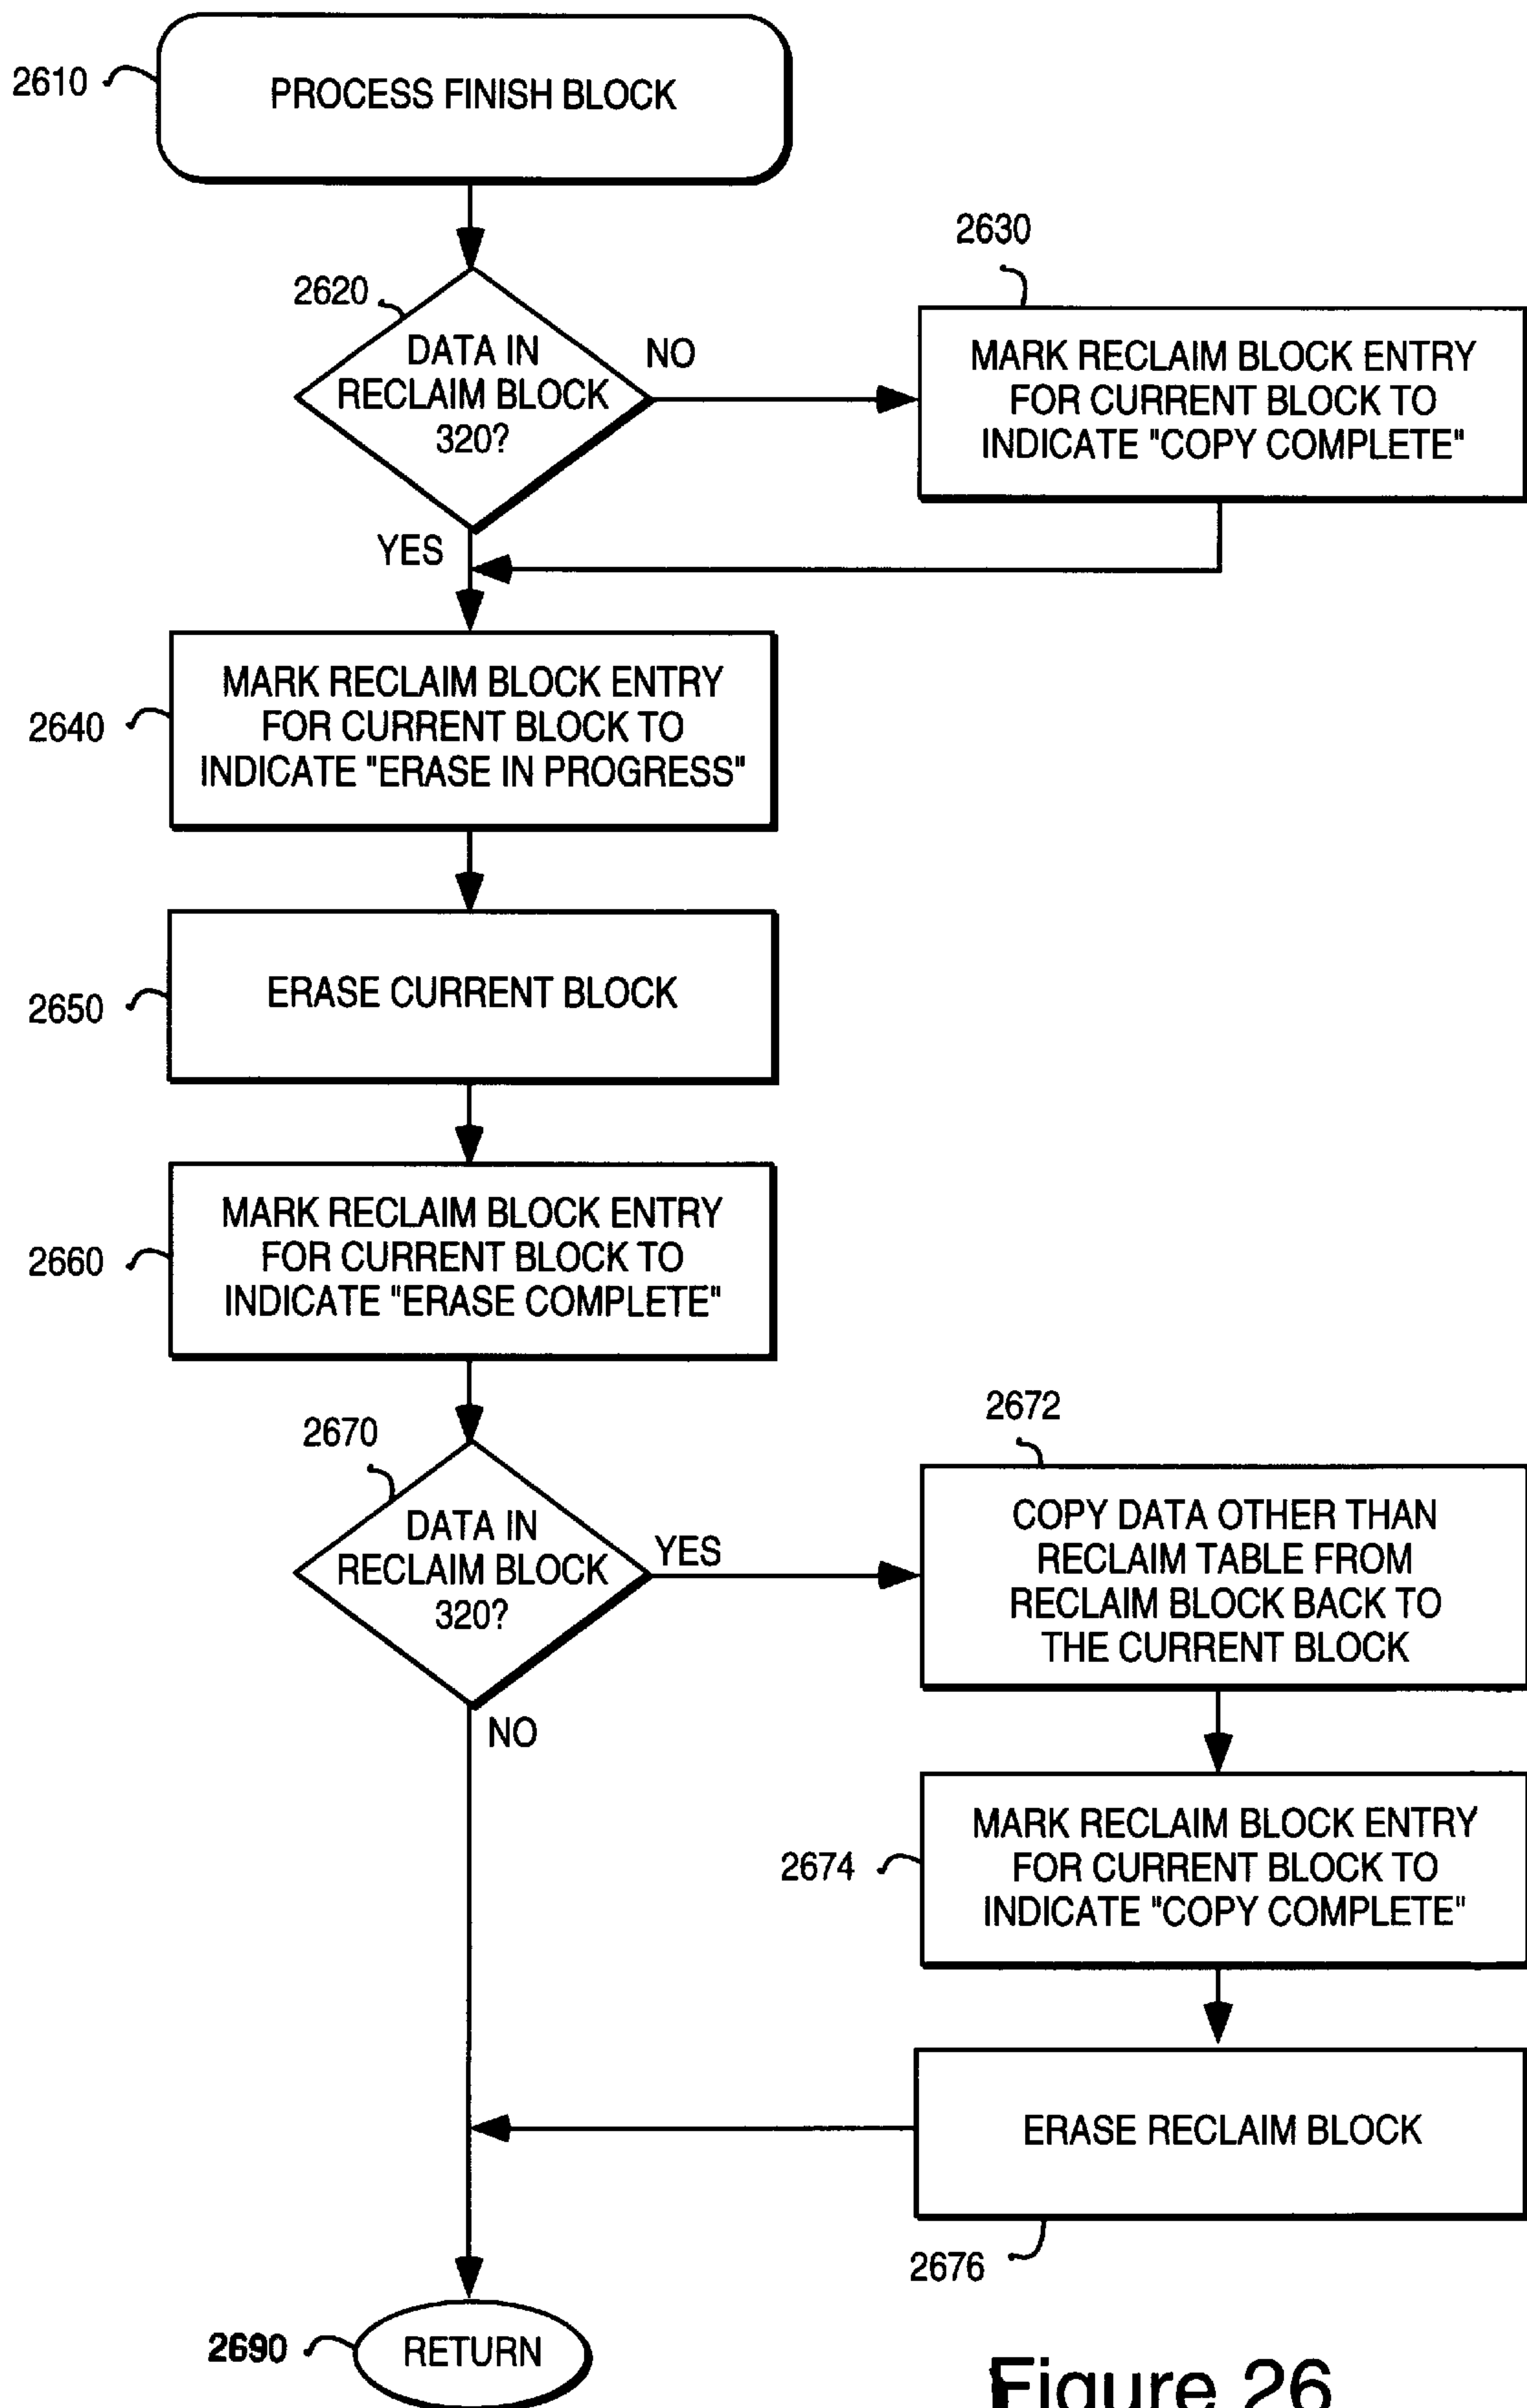 2610
PROCESS FINISH BLOCK
2630
2620
DATA IN
RECLAIM BLOCK
320?
NO
MARK RECLAIM BLOCK ENTRY
FOR CURRENT BLOCK TO
INDICATE "COPY COMPLETE"
YES
2640
MARK RECLAIM BLOCK ENTRY
FOR CURRENT BLOCK TO
INDICATE "ERASE IN PROGRESS"
2650
ERASE CURRENT BLOCK
2660
MARK RECLAIM BLOCK ENTRY
FOR CURRENT BLOCK TO
INDICATE "ERASE COMPLETE"
2670
DATA IN
RECLAIM BLOCK
320?
YES
2672
COPY DATA OTHER THAN
RECLAIM TABLE FROM
RECLAIM BLOCK BACK TO
THE CURRENT BLOCK
NO
2674
MARK RECLAIM BLOCK ENTRY
FOR CURRENT BLOCK TO
INDICATE "COPY COMPLETE"
ERASE RECLAIM BLOCK
2676
2690
RETURN
Figure 26